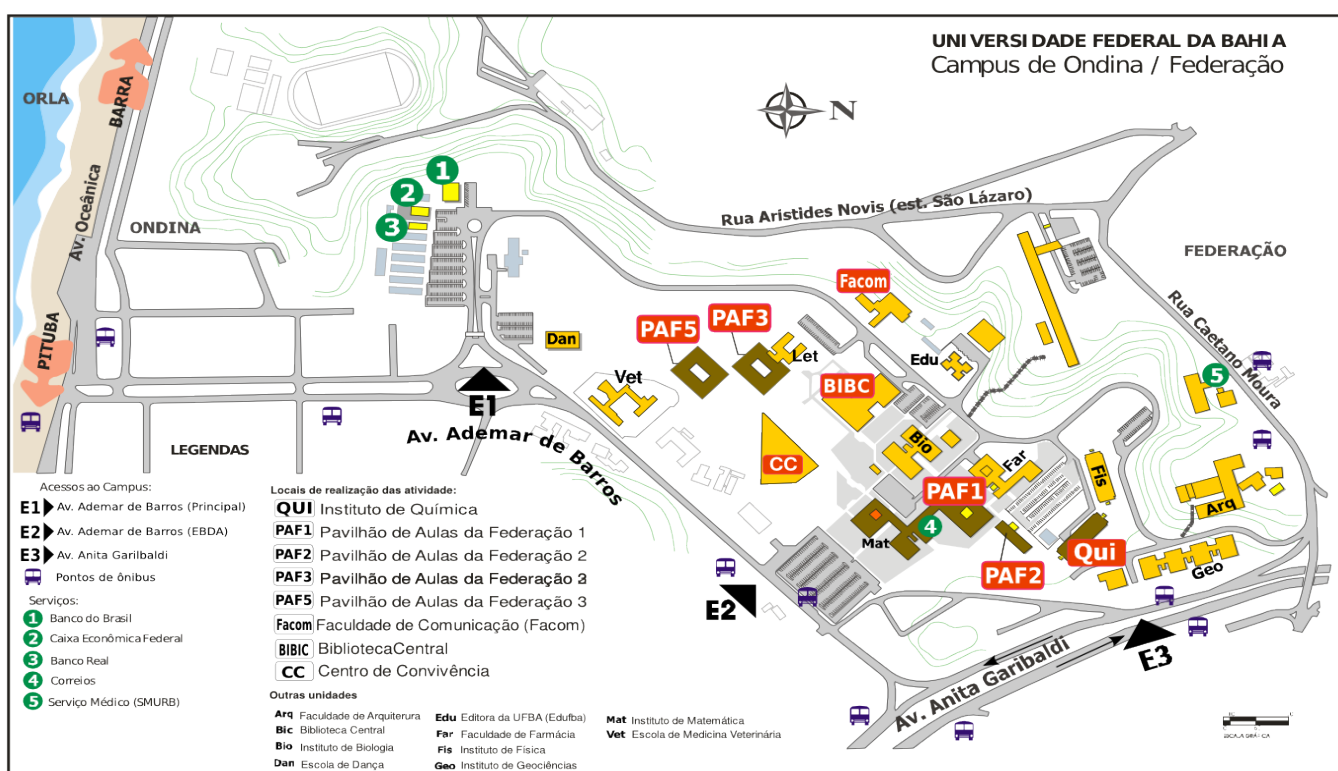 UNIVERSIDADE FEDERAL DA BAHIA
Campus de Ondina / Federação
N
ORLA
BARRA
Av. Oceânica
ONDINA
PITUBA
1
2
3
Rua Aristides Novis (est. São Lázaro)
FEDERAÇÃO
Rua Caetano Moura
Facom
PAF5
PAF3
Let
Dan
Vet
Edu
BIBC
CC
Bio
Far
Fis
5
Arq
PAF1
4
Mat
PAF2
Qui
Geo
E1
Av. Ademar de Barros
E2
E3
Av. Anita Garibaldi
LEGENDAS
Acessos ao Campus:
E1 Av. Ademar de Barros (Principal)
E2 Av. Ademar de Barros (EBDA)
E3 Av. Anita Garilbaldi
Pontos de ônibus
Serviços:
1 Banco do Brasil
2 Caixa Econômica Federal
3 Banco Real
4 Correios
5 Serviço Médico (SMURB)
Locais de realização das atividade:
QUI Instituto de Química
PAF1 Pavilhão de Aulas da Federação 1
PAF2 Pavilhão de Aulas da Federação 2
PAF3 Pavilhão de Aulas da Federação
PAF5 Pavilhão de Aulas da Federação 3
Facom Faculdade de Comunicação (Facom)
BIBIC BibliotecaCentral
CC Centro de Convivência
Outras unidades
Arq Faculdade de Arquiterura
Bic Biblioteca Central
Bio Instituto de Biologia
Dan Escola de Dança
Edu Editora da UFBA (Edufba)
Far Faculdade de Farmácia
Fis Instituto de Fisica
Geo Instituto de Geociências
Mat Instituto de Matemática
Vet Escola de Medicina Veterinária